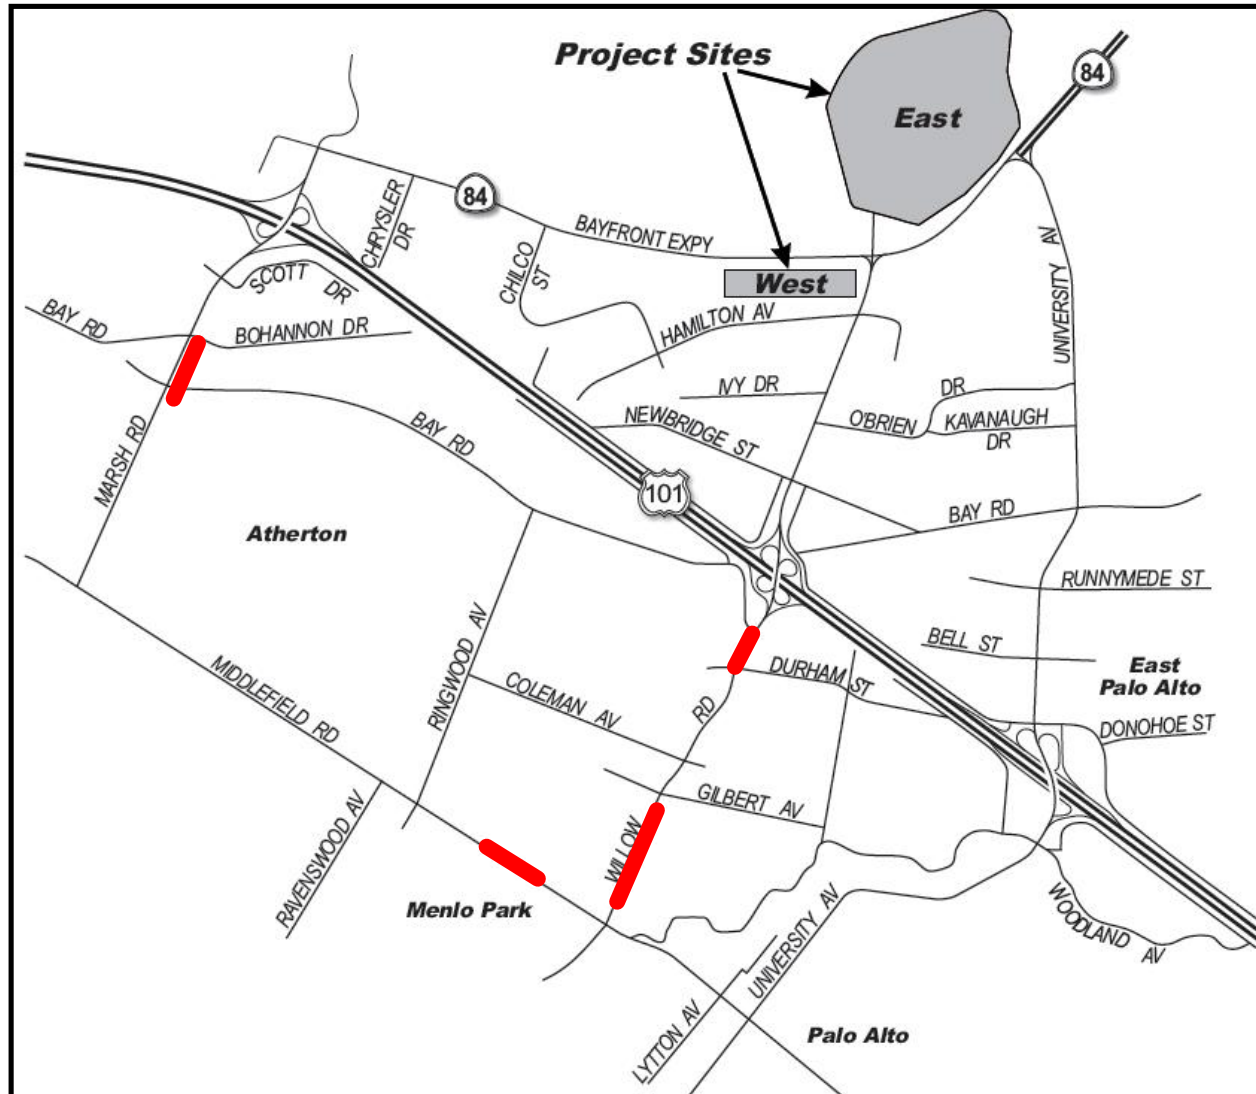 Project Sites
East
84
84
CHRYSLER
DR
BAYFRONT EXPY
CHILCO
ST
SCOTT DR
West
UNIVERSITY AV
BAY RD
BOHANNON DR
HAMILTON AV
IVY DR
DR
O'BRIEN
KAVANAUGH
DR
NEWBRIDGE ST
BAY RD
MARSH RD
101
BAY RD
Atherton
RUNNYMEDE ST
RINGWOOD AV
BELL ST
DURHAM ST
East
Palo Alto
MIDDLEFIELD RD
COLEMAN AV
WILLOW RD
DONOHOE ST
GILBERT AV
RAVENSWOOD AV
Menlo Park
UNIVERSITY AV
WOODLAND AV
LYTTON AV
Palo Alto